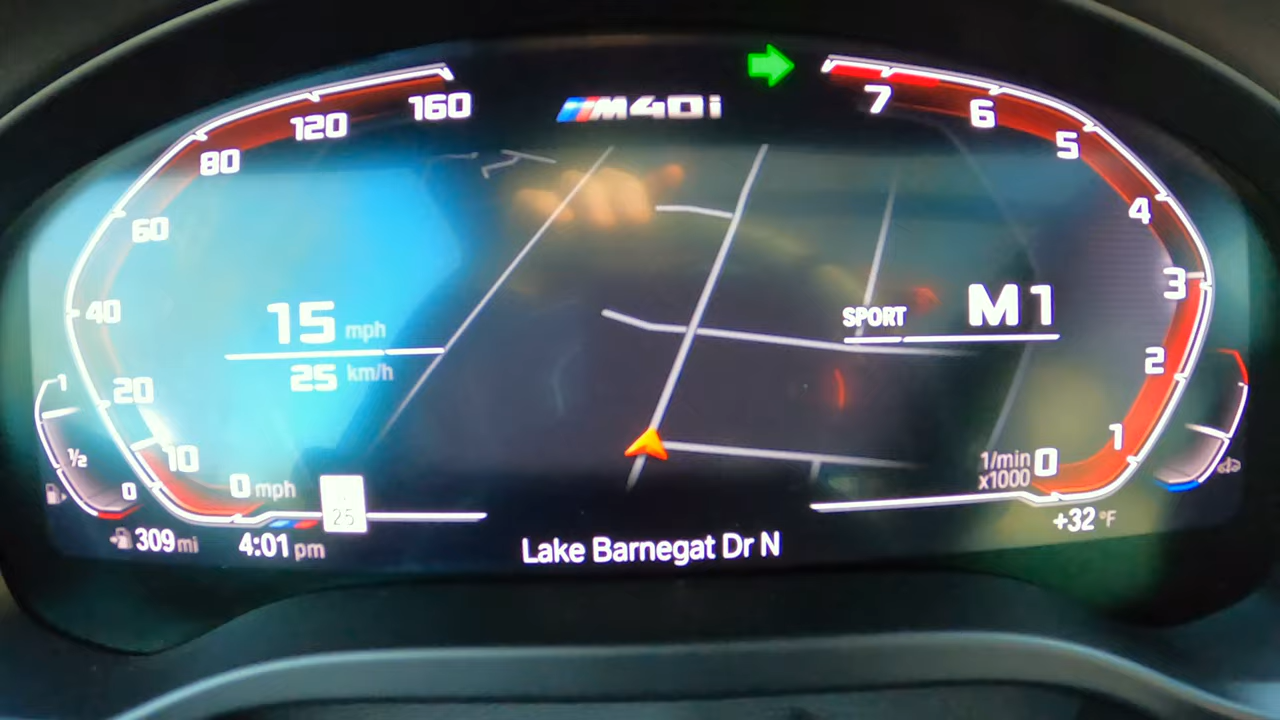 M40i
160
120
80
60
40
20
10
0 mph
7
6
5
4
3
2
1
0
1/min
x1000
15 mph
25 km/h
SPORT M1
1
1/2
0
25
309 mi
4:01 pm
Lake Barnegat Dr N
+32 °F